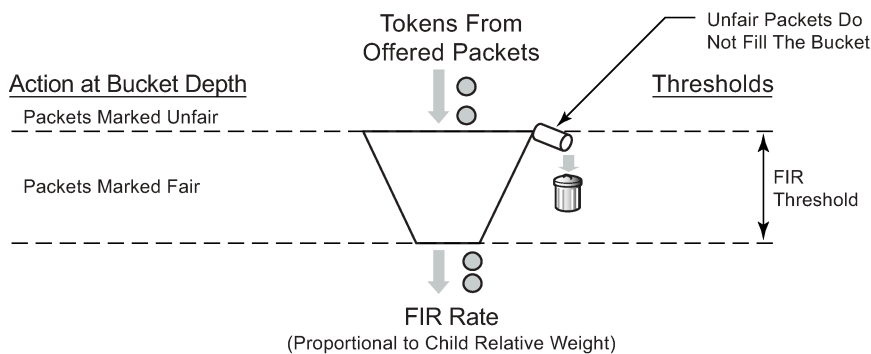 Tokens From
Offered Packets
Unfair Packets Do
Not Fill The Bucket
Action at Bucket Depth
Thresholds
Packets Marked Unfair
Packets Marked Fair
FIR
Threshold
FIR Rate
(Proportional to Child Relative Weight)